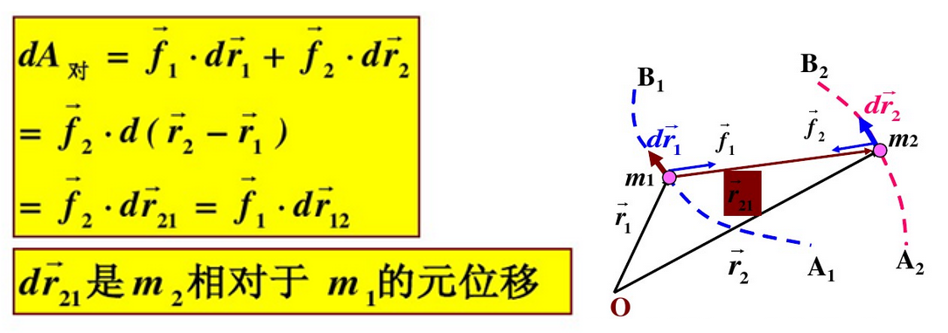 dA对 = f⃗₁ · dr⃗₁ + f⃗₂ · dr⃗₂
= f⃗₂ · d ( r⃗₂ − r⃗₁ )
= f⃗₂ · dr⃗₂₁ = f⃗₁ · dr⃗₁₂
dr⃗₂₁是 m₂相对于 m₁的元位移
B₁
B₂
dr⃗₁
f⃗₁
f⃗₂
dr⃗₂
m₁
m₂
r⃗₂₁
r⃗₁
r⃗₂
A₁
A₂
O